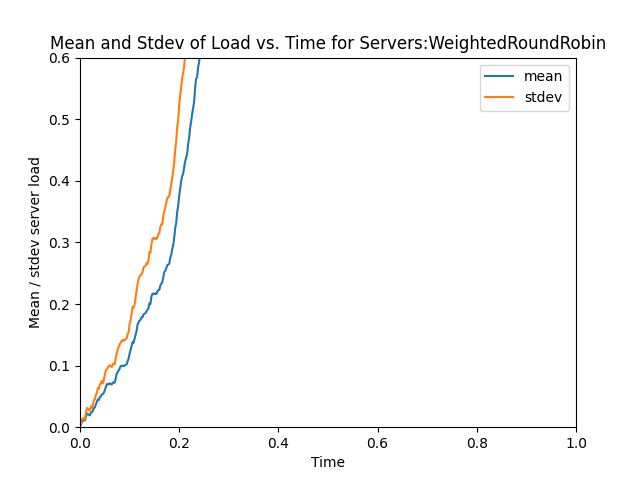 Mean and Stdev of Load vs. Time for Servers:WeightedRoundRobin
mean
stdev
Mean / stdev server load
0.6
0.5
0.4
0.3
0.2
0.1
0.0
0.0 0.2 0.4 0.6 0.8 1.0
Time